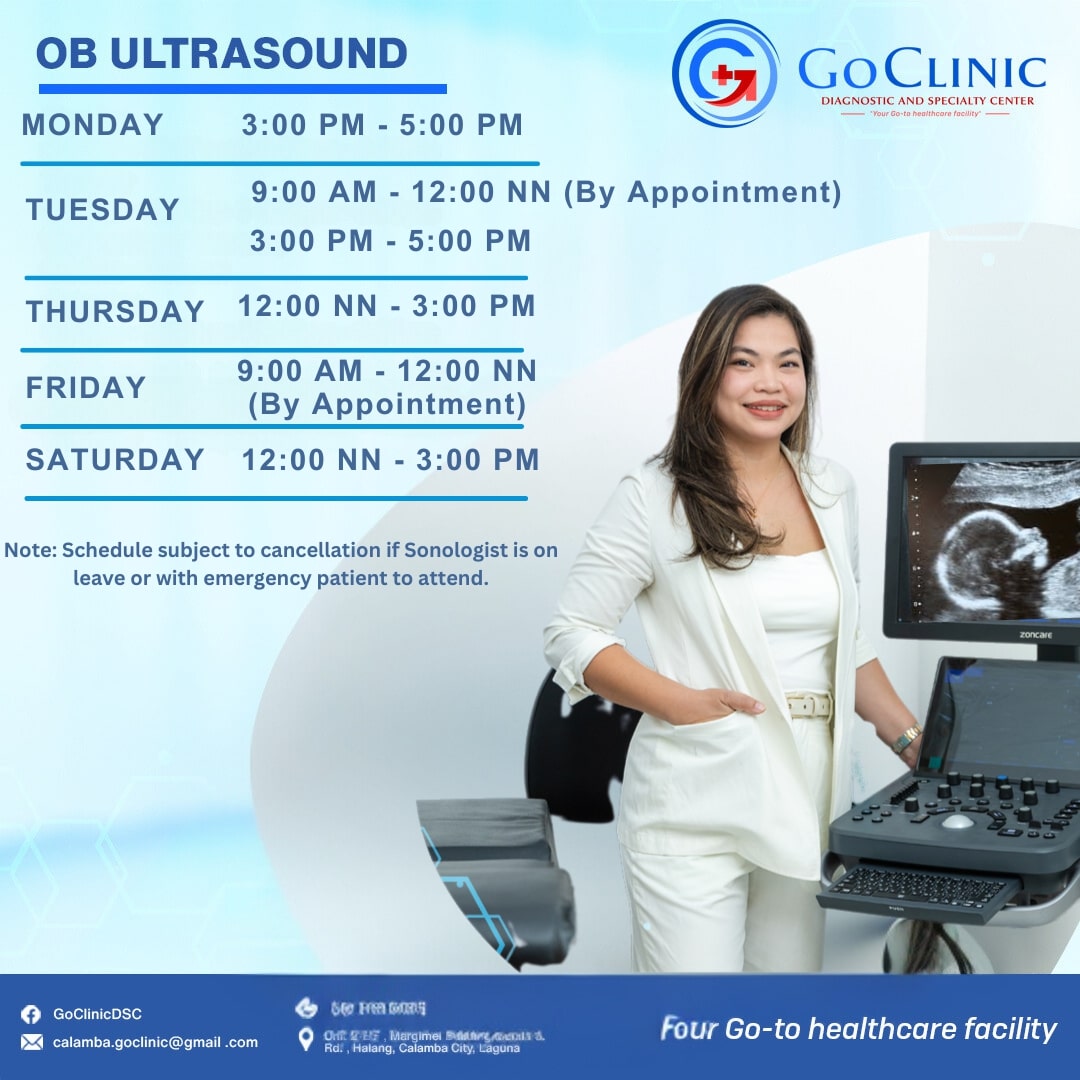 OB ULTRASOUND
GOCLINIC
DIAGNOSTIC AND SPECIALTY CENTER
"Your Go-to healthcare facility"
MONDAY 3:00 PM - 5:00 PM
TUESDAY 9:00 AM - 12:00 NN (By Appointment)
3:00 PM - 5:00 PM
THURSDAY 12:00 NN - 3:00 PM
FRIDAY 9:00 AM - 12:00 NN
(By Appointment)
SATURDAY 12:00 NN - 3:00 PM
Note: Schedule subject to cancellation if Sonologist is on
leave or with emergency patient to attend.
ZONCARE
GoClinicDSC
calamba.goclinic@gmail .com
Rd. , Halang, Calamba City, Laguna
Four Go-to healthcare facility